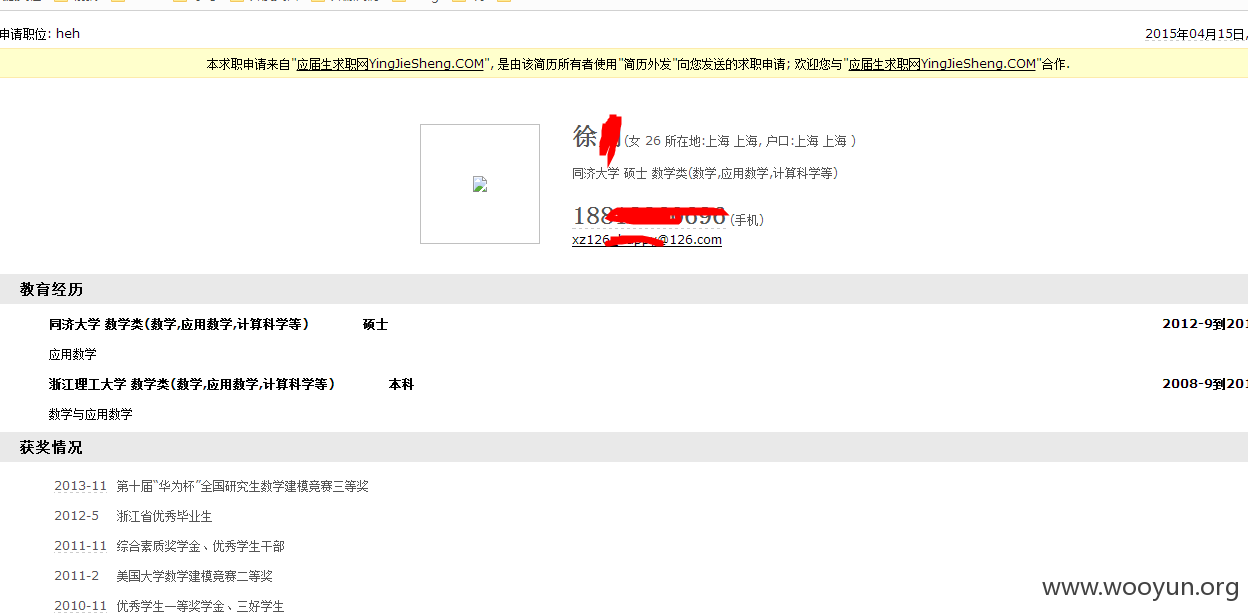 申请职位: heh
2015年04月15日,
本求职申请来自"应届生求职网YingJieSheng.COM", 是由该简历所有者使用"简历外发"向您发送的求职申请; 欢迎您与"应届生求职网YingJieSheng.COM"合作.
徐 (女 26 所在地:上海 上海, 户口:上海 上海 )
同济大学 硕士 数学类(数学,应用数学,计算科学等)
(手机)
@126.com
教育经历
同济大学 数学类(数学,应用数学,计算科学等) 硕士 2012-9到201
应用数学
浙江理工大学 数学类(数学,应用数学,计算科学等) 本科 2008-9到201
数学与应用数学
获奖情况
2013-11 第十届“华为杯”全国研究生数学建模竞赛三等奖
2012-5 浙江省优秀毕业生
2011-11 综合素质奖学金、优秀学生干部
2011-2 美国大学数学建模竞赛二等奖
2010-11 优秀学生一等奖学金、三好学生
www.wooyun.org